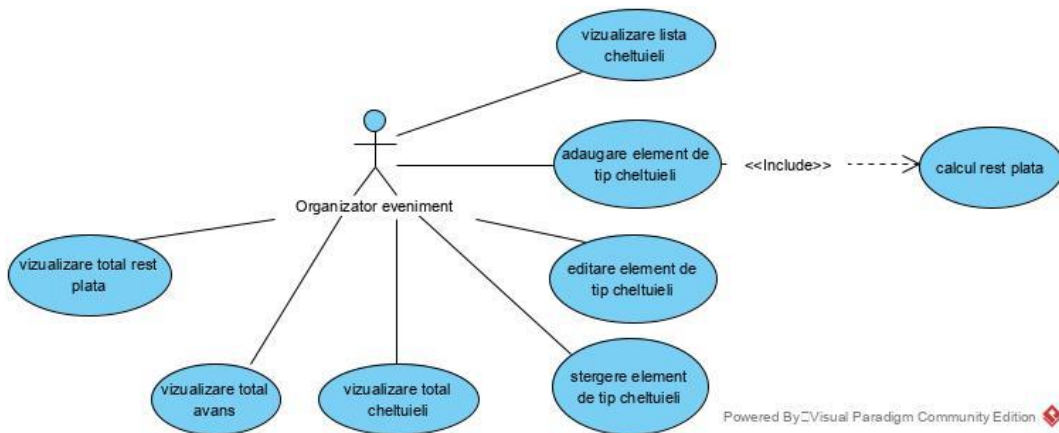 vizualizare lista
cheltuieli
adaugare element de
tip cheltuieli
<<Include>>
calcul rest plata
Organizator eveniment
vizualizare total rest
plata
editare element de
tip cheltuieli
vizualizare total
avans
vizualizare total
cheltuieli
stergere element
de tip cheltuieli
Powered By Visual Paradigm Community Edition